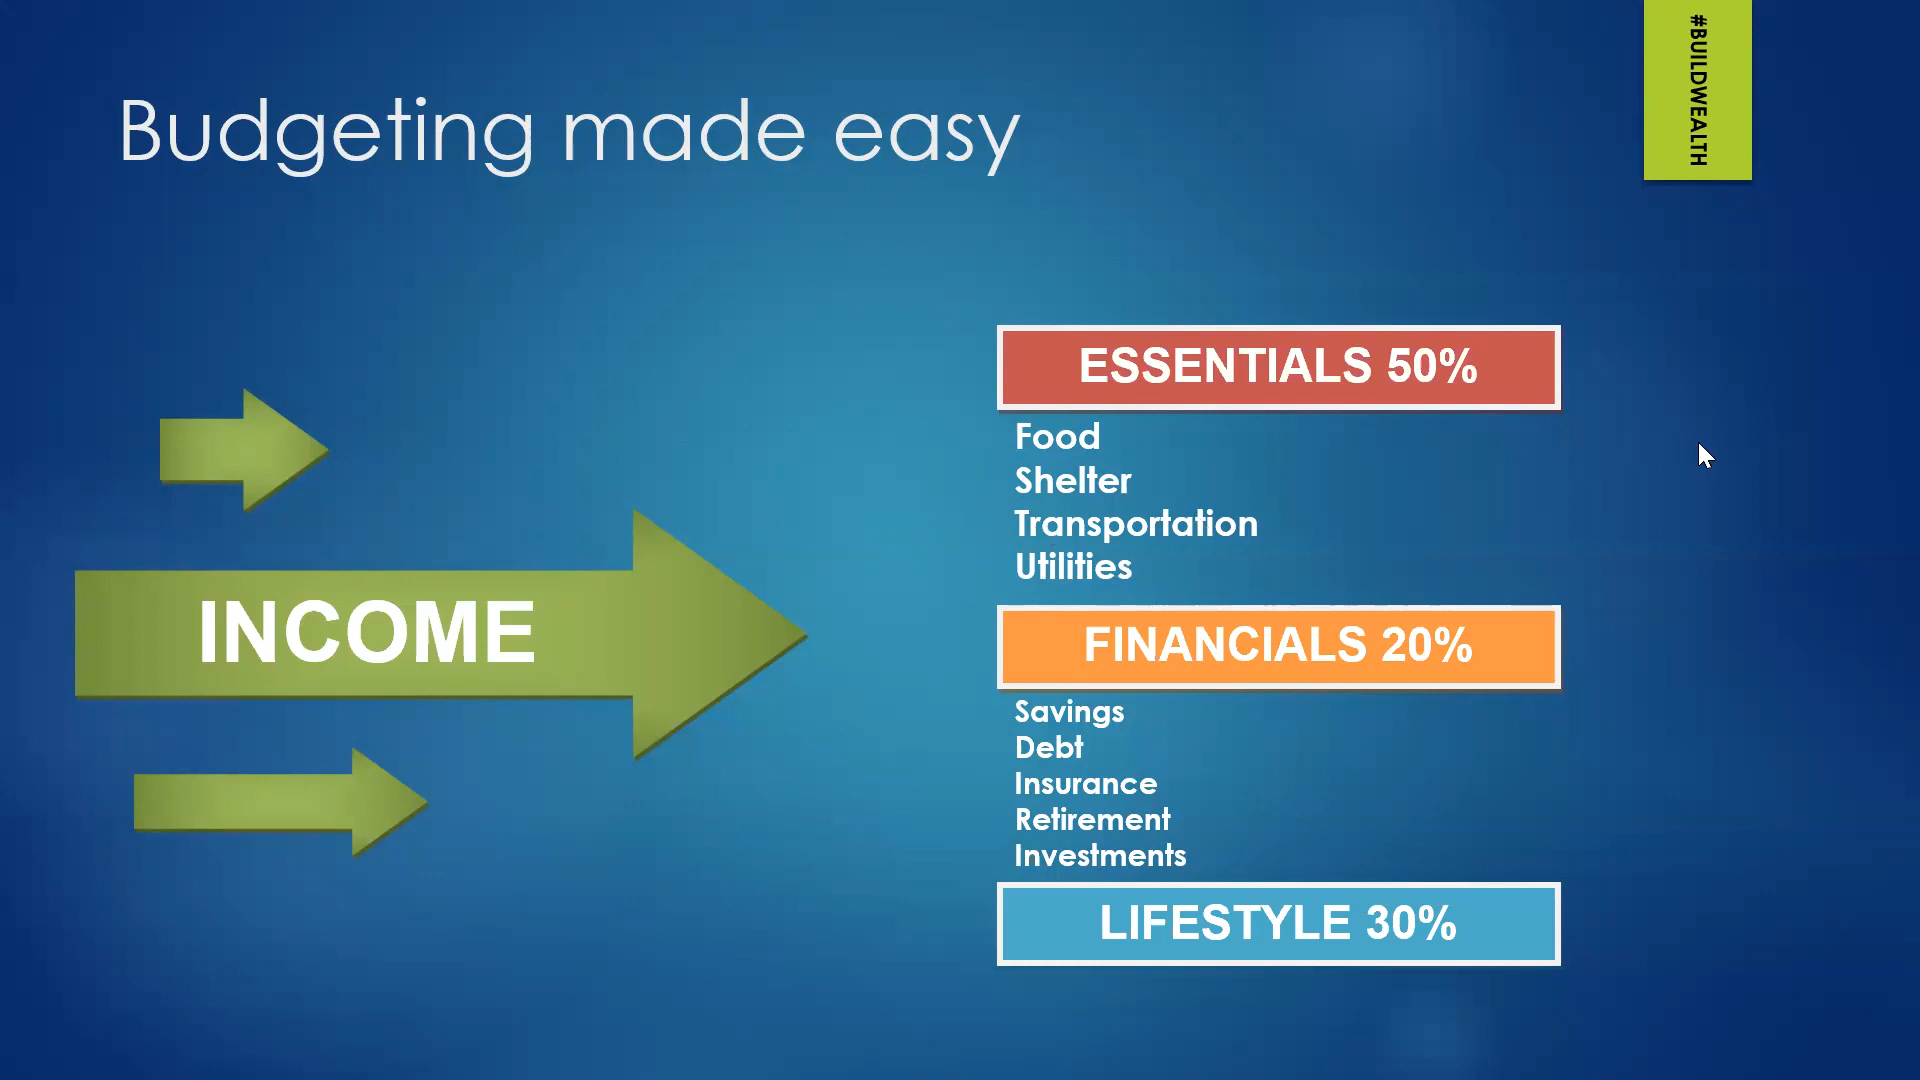 Budgeting made easy
#BUILDWEALTH
INCOME
ESSENTIALS 50%
Food
Shelter
Transportation
Utilities
FINANCIALS 20%
Savings
Debt
Insurance
Retirement
Investments
LIFESTYLE 30%